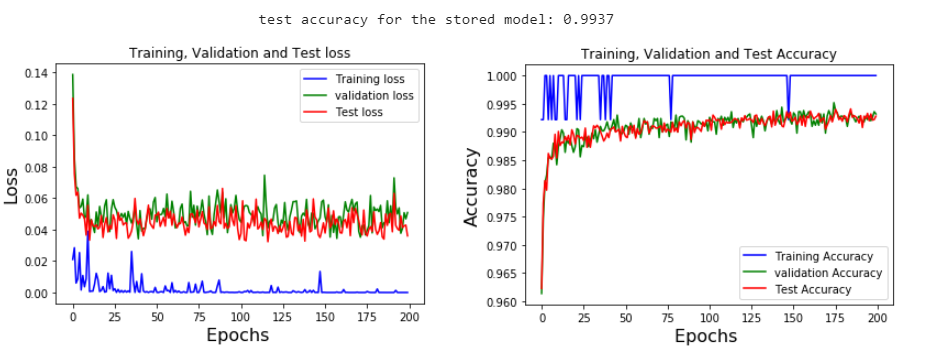 test accuracy for the stored model: 0.9937
Training, Validation and Test loss
0.14
0.12
0.10
0.08
0.06
0.04
0.02
0.00
Loss
0
25
50
75
100
125
150
175
200
Epochs
Training loss
validation loss
Test loss
Training, Validation and Test Accuracy
1.000
0.995
0.990
0.985
0.980
0.975
0.970
0.965
0.960
Accuracy
0
25
50
75
100
125
150
175
200
Epochs
Training Accuracy
validation Accuracy
Test Accuracy